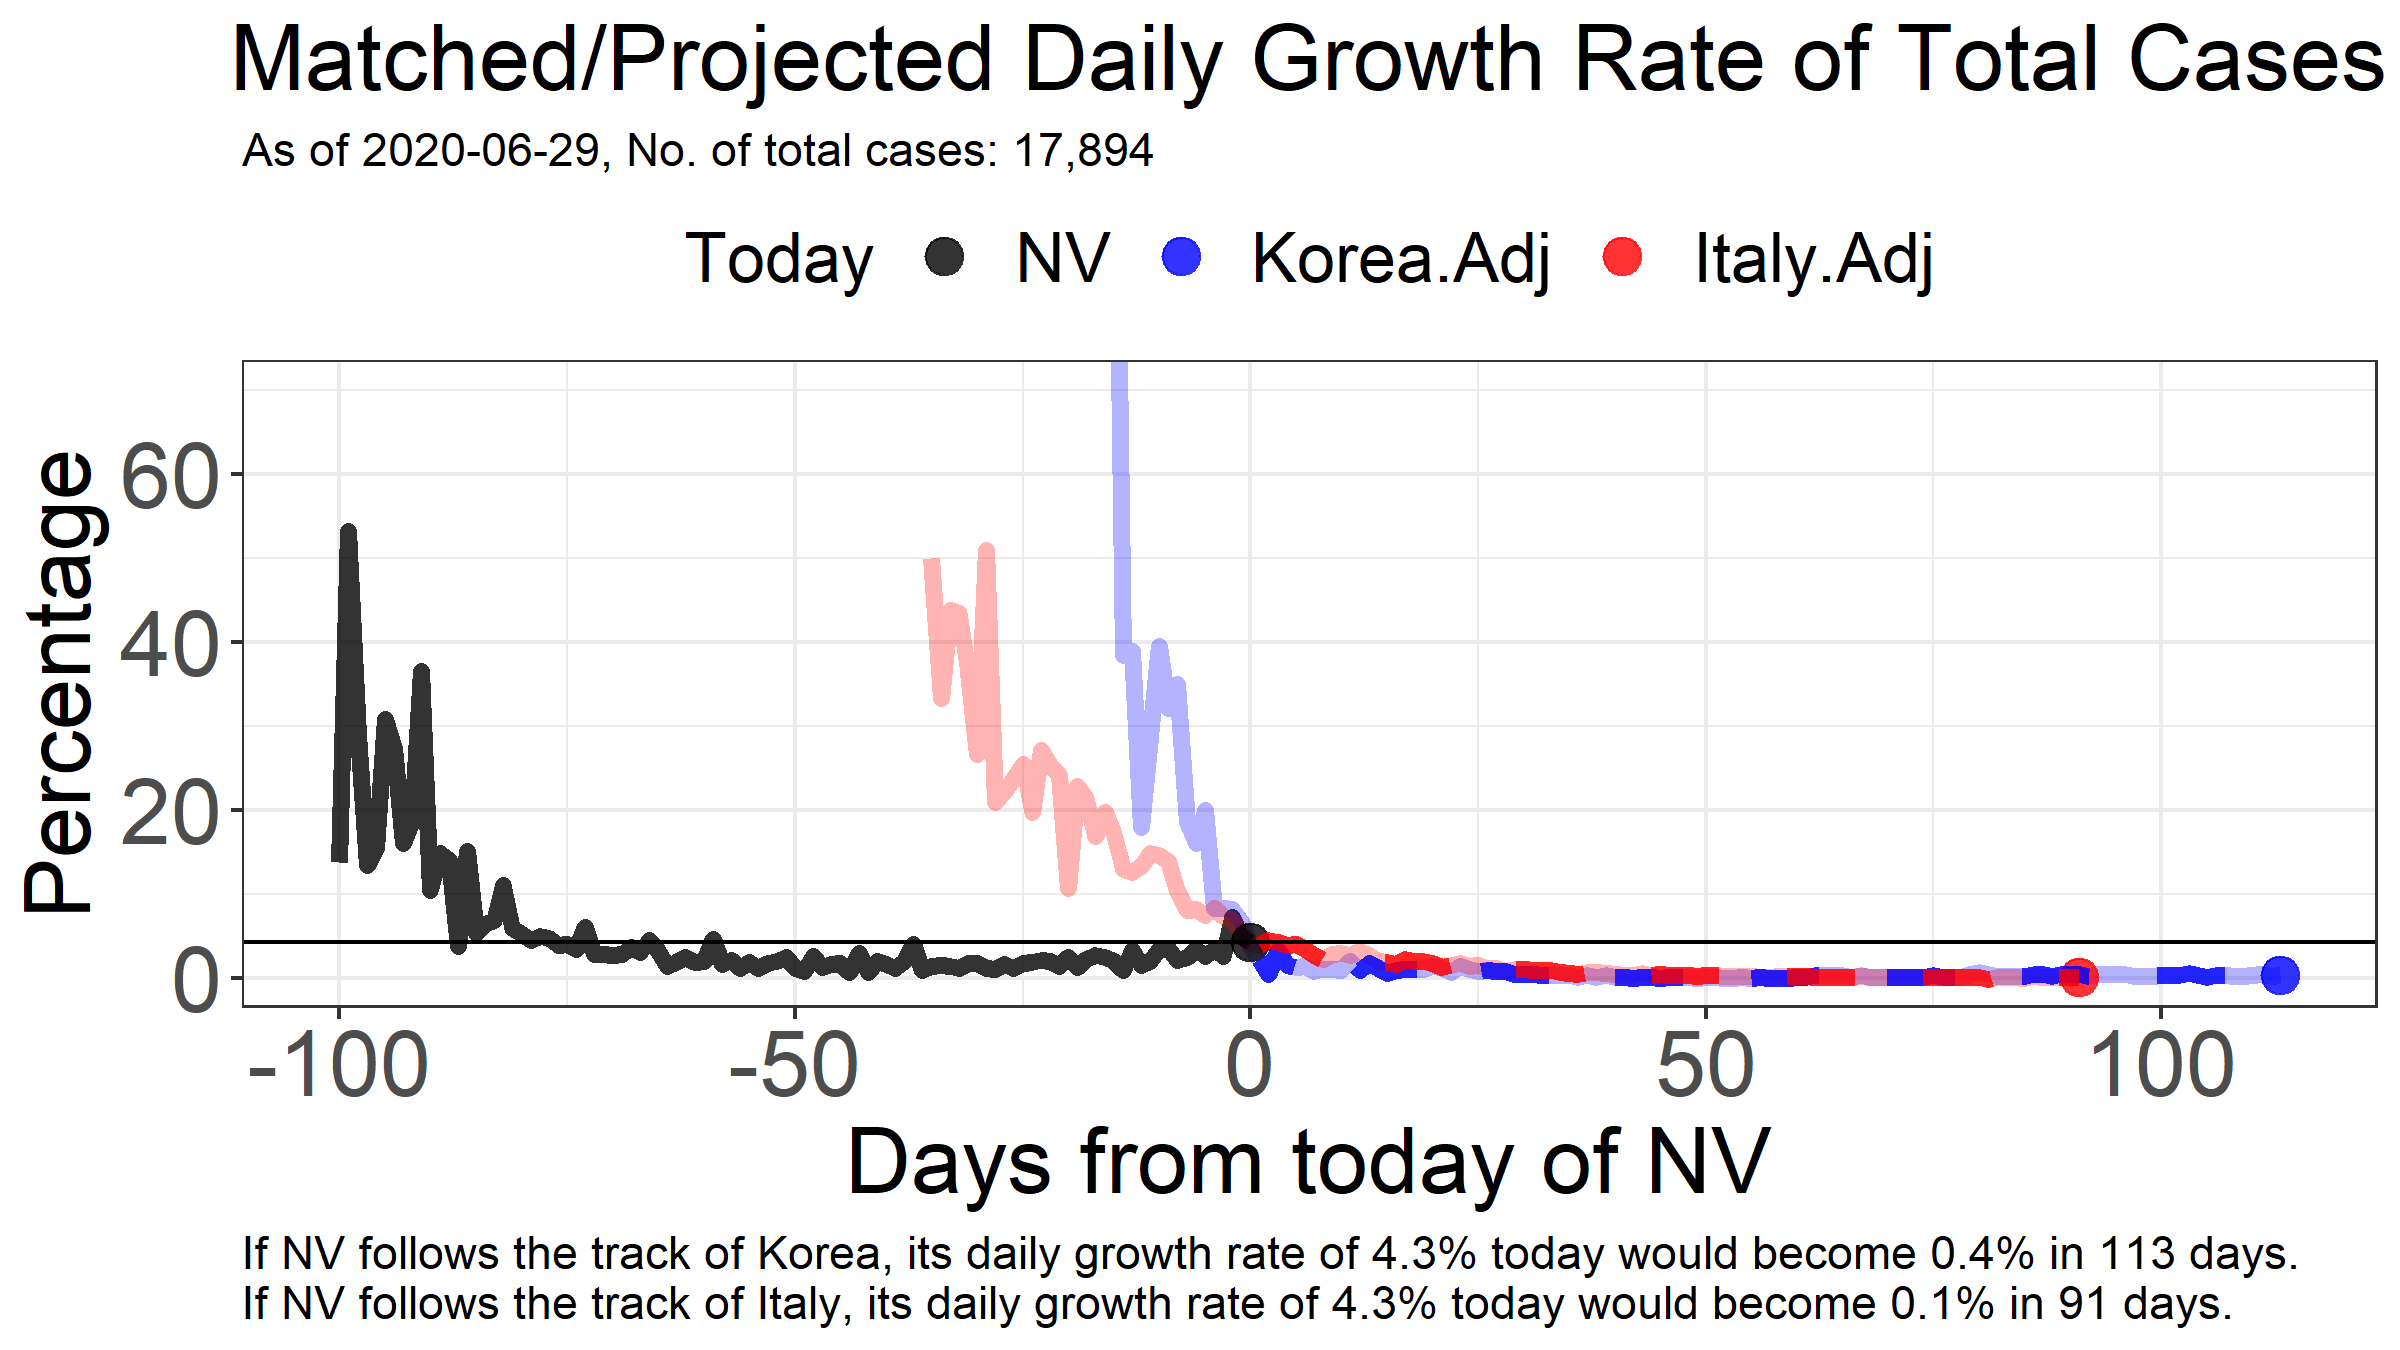 Matched/Projected Daily Growth Rate of Total Cases
As of 2020-06-29, No. of total cases: 17,894
Today NV Korea.Adj Italy.Adj
Percentage
60
40
20
0
-100 -50 0 50 100
Days from today of NV
If NV follows the track of Korea, its daily growth rate of 4.3% today would become 0.4% in 113 days.
If NV follows the track of Italy, its daily growth rate of 4.3% today would become 0.1% in 91 days.